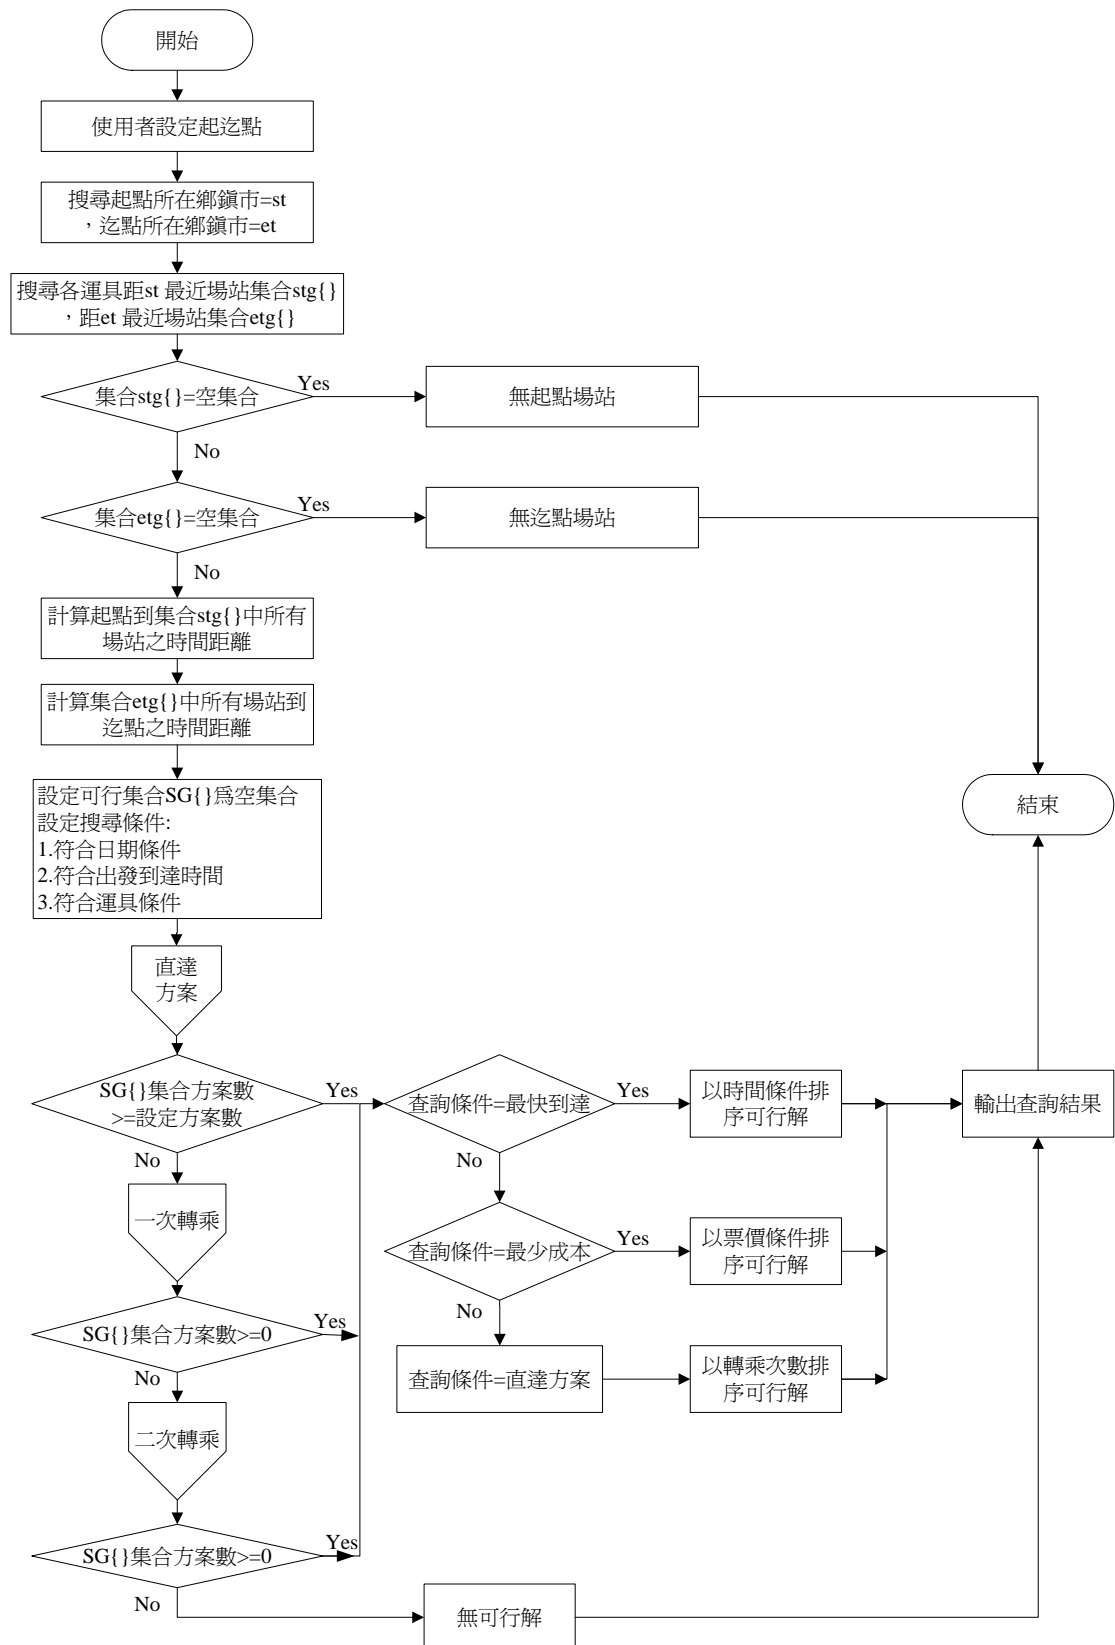 開始
使用者設定起迄點
搜尋起點所在鄉鎮市=st
，迄點所在鄉鎮市=et
搜尋各運具距st 最近場站集合stg{}
，距et 最近場站集合etg{}
集合stg{}=空集合
Yes
無起點場站
No
集合etg{}=空集合
Yes
無迄點場站
No
計算起點到集合stg{}中所有
場站之時間距離
計算集合etg{}中所有場站到
迄點之時間距離
設定可行集合SG{}爲空集合
設定搜尋條件:
1.符合日期條件
2.符合出發到達時間
3.符合運具條件
結束
直達
方案
SG{}集合方案數
>=設定方案數
Yes
查詢條件=最快到達
Yes
以時間條件排
序可行解
輸出查詢結果
No
No
一次轉乘
查詢條件=最少成本
Yes
以票價條件排
序可行解
No
SG{}集合方案數>=0
Yes
查詢條件=直達方案
以轉乘次數排
序可行解
No
二次轉乘
SG{}集合方案數>=0
Yes
No
無可行解